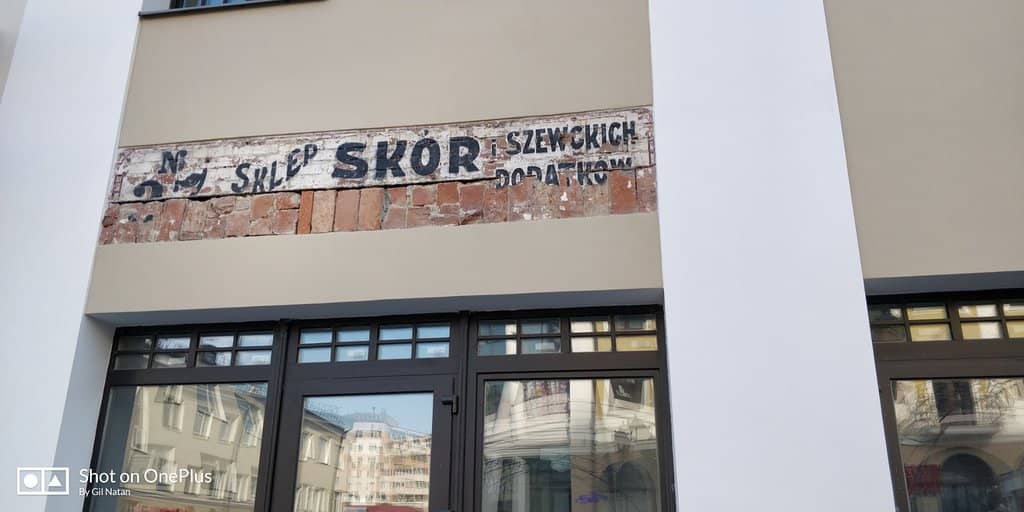 SKLEP SKÓR i SZEWCKICH
DODATKÓW
Shot on OnePlus
By Gil Natan